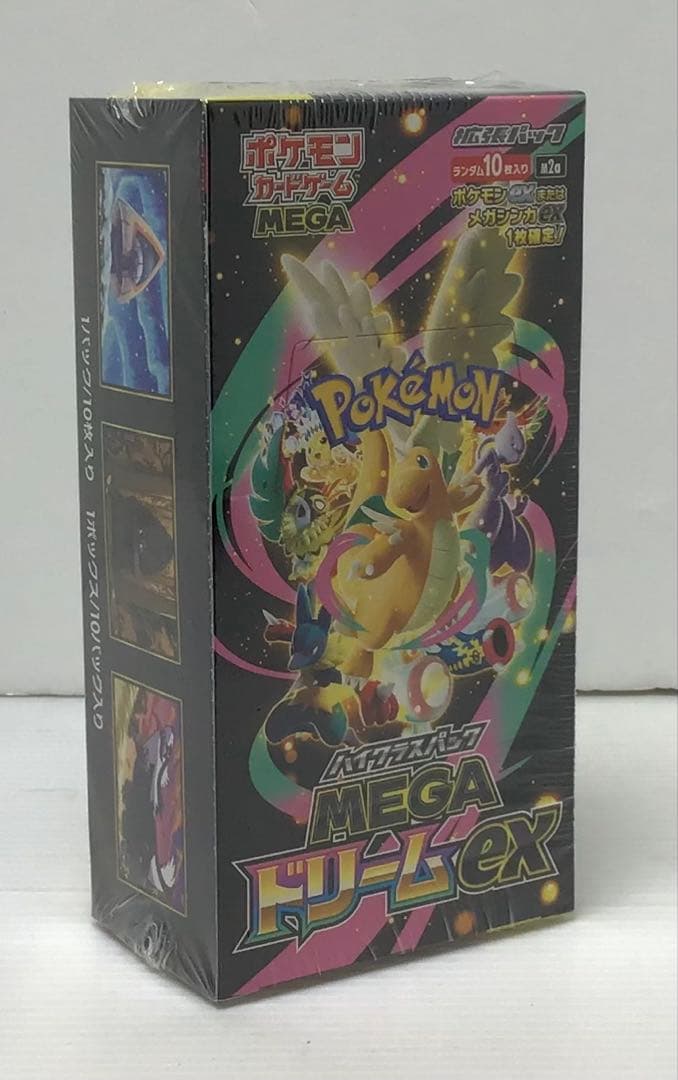 ポケモン
カードゲーム
MEGA
拡張パック
ランダム10枚入り M2a
ポケモンexまたは
メガシンカex
1枚確定!
POKéMON
ハイクラスパック
MEGA
ドリームex
1パック/10枚入り 1ボックス/10パック入り